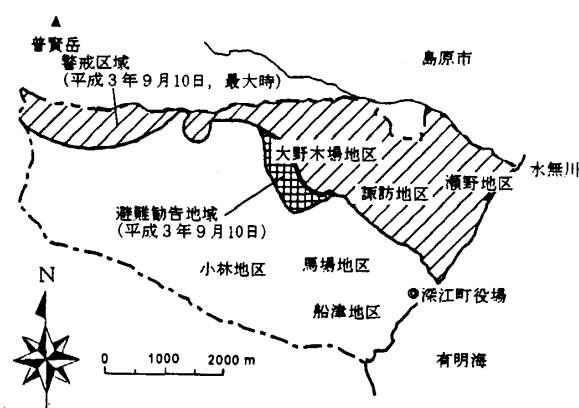 普賢岳
警戒区域
(平成3年9月10日,最大時)
島原市
大野木場地区
水無川
瀬野地区
諏訪地区
避難勧告地域
(平成3年9月10日)
小林地区
馬場地区
N
深江町役場
船津地区
0 1000 2000 m
有明海